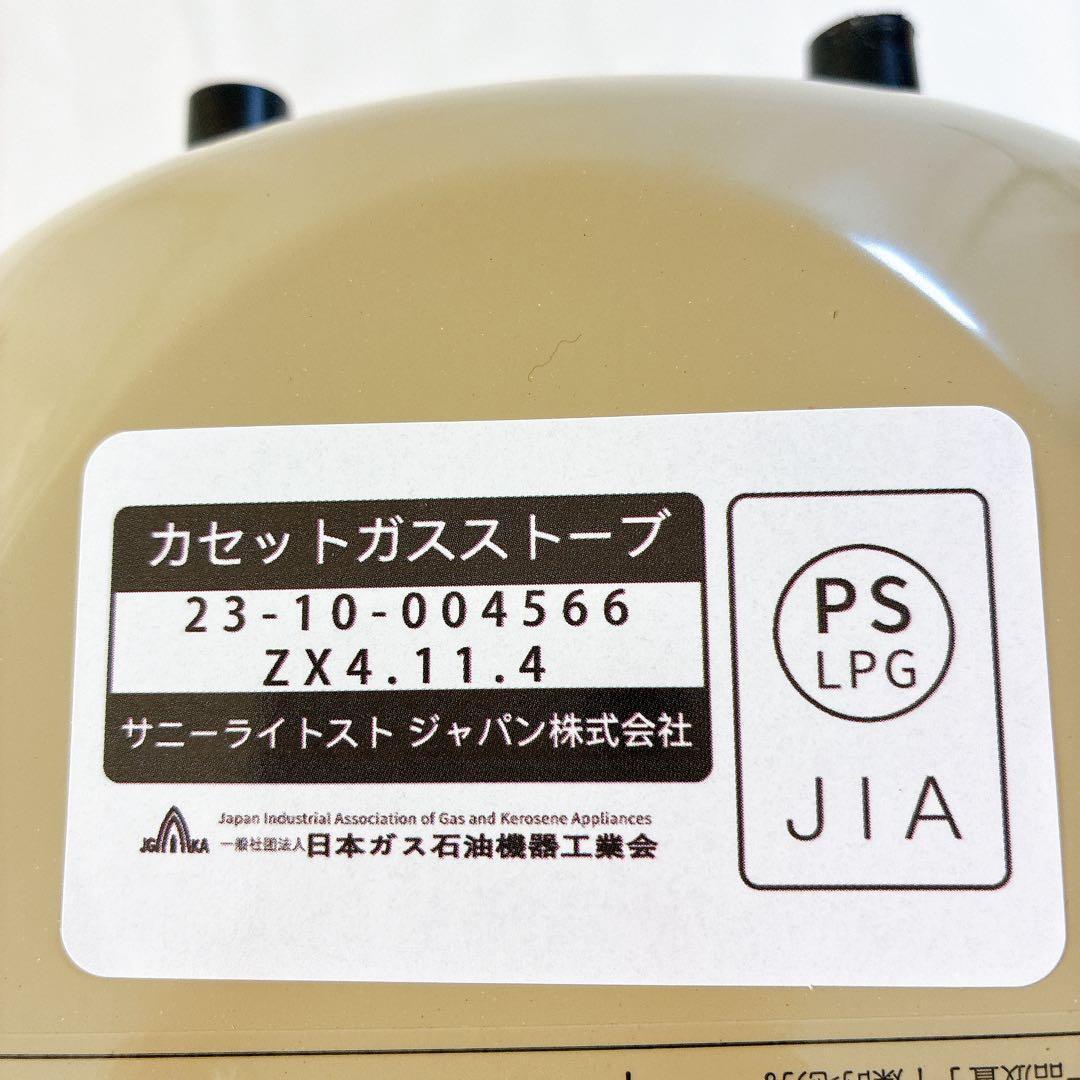 カセットガスストーブ
23-10-004566
ZX4.11.4
サニーライトスト ジャパン株式会社
JG KA
Japan Industrial Association of Gas and Kerosene Appliances
一般社団法人日本ガス石油機器工業会
PS
LPG
JIA